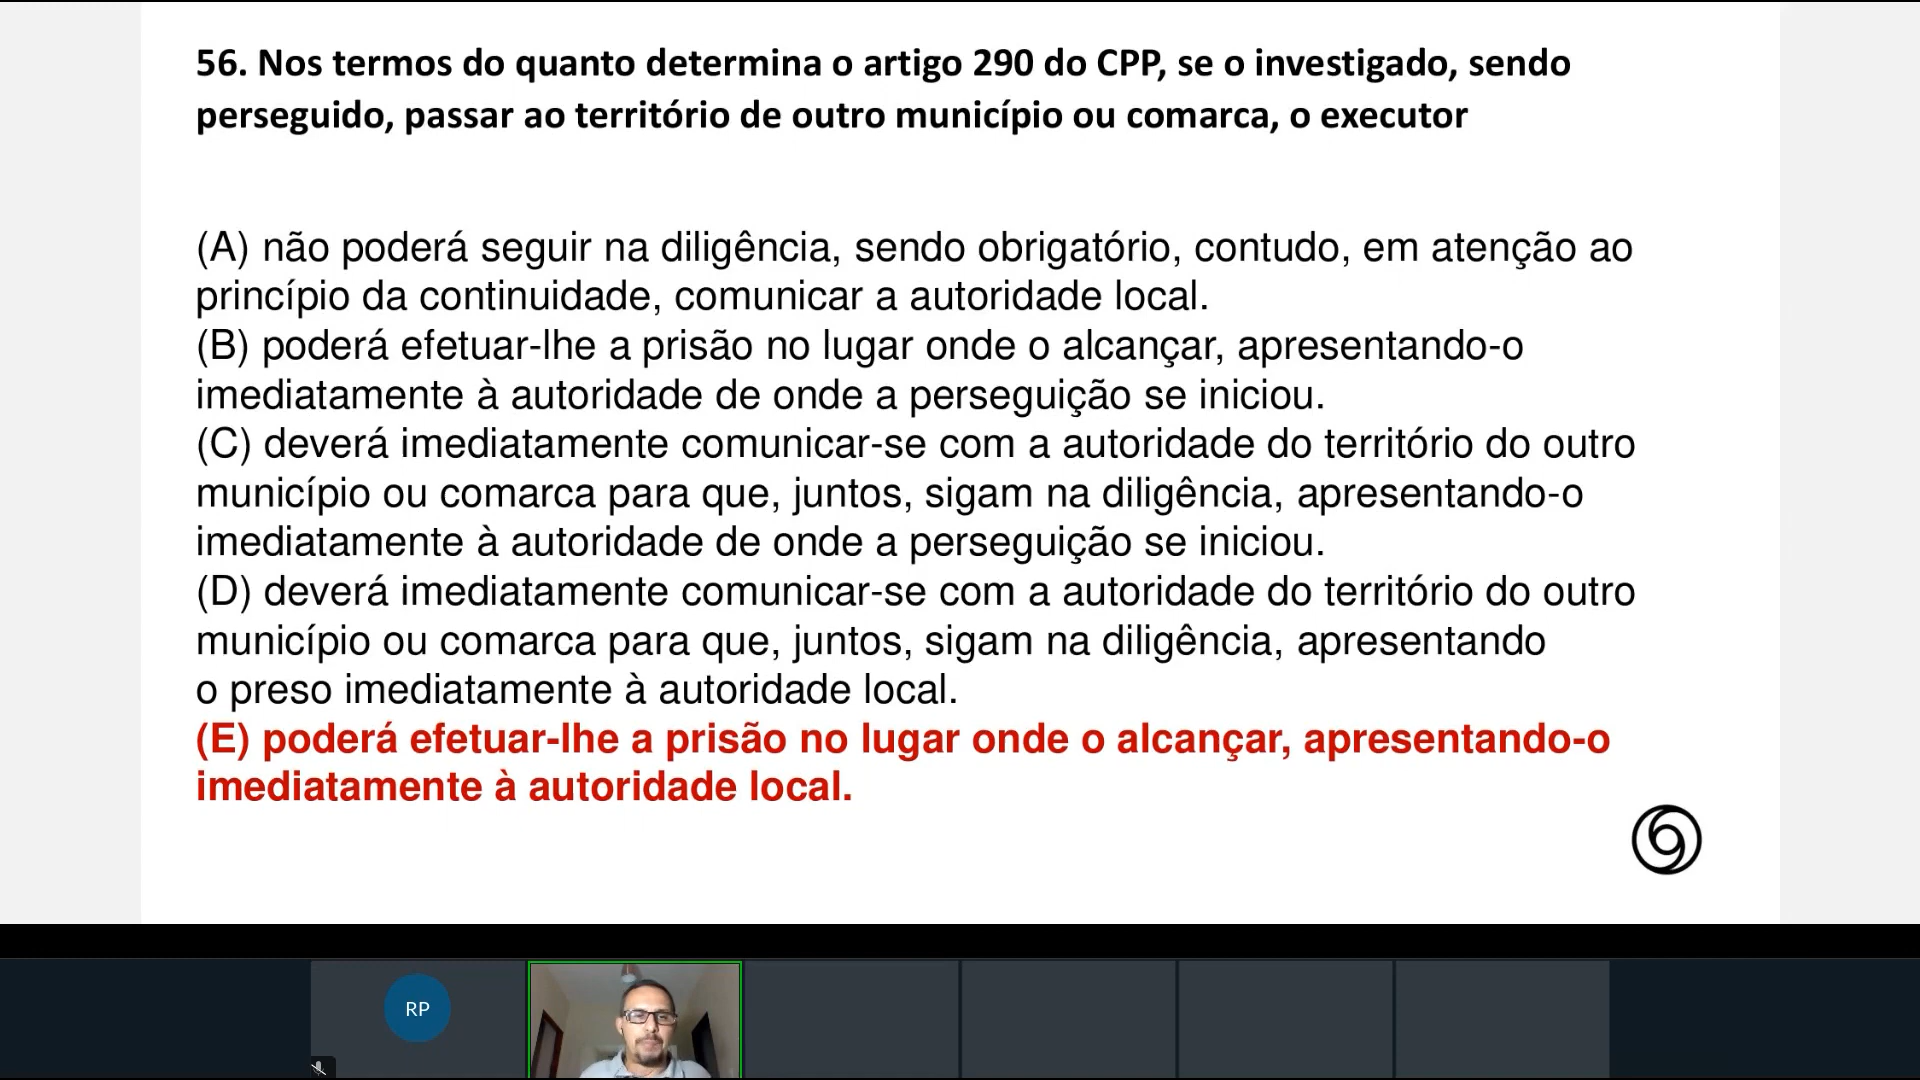 56. Nos termos do quanto determina o artigo 290 do CPP, se o investigado, sendo
perseguido, passar ao território de outro município ou comarca, o executor
(A) não poderá seguir na diligência, sendo obrigatório, contudo, em atenção ao
princípio da continuidade, comunicar a autoridade local.
(B) poderá efetuar-lhe a prisão no lugar onde o alcançar, apresentando-o
imediatamente à autoridade de onde a perseguição se iniciou.
(C) deverá imediatamente comunicar-se com a autoridade do território do outro
município ou comarca para que, juntos, sigam na diligência, apresentando-o
imediatamente à autoridade de onde a perseguição se iniciou.
(D) deverá imediatamente comunicar-se com a autoridade do território do outro
município ou comarca para que, juntos, sigam na diligência, apresentando
o preso imediatamente à autoridade local.
(E) poderá efetuar-lhe a prisão no lugar onde o alcançar, apresentando-o
imediatamente à autoridade local.
RP